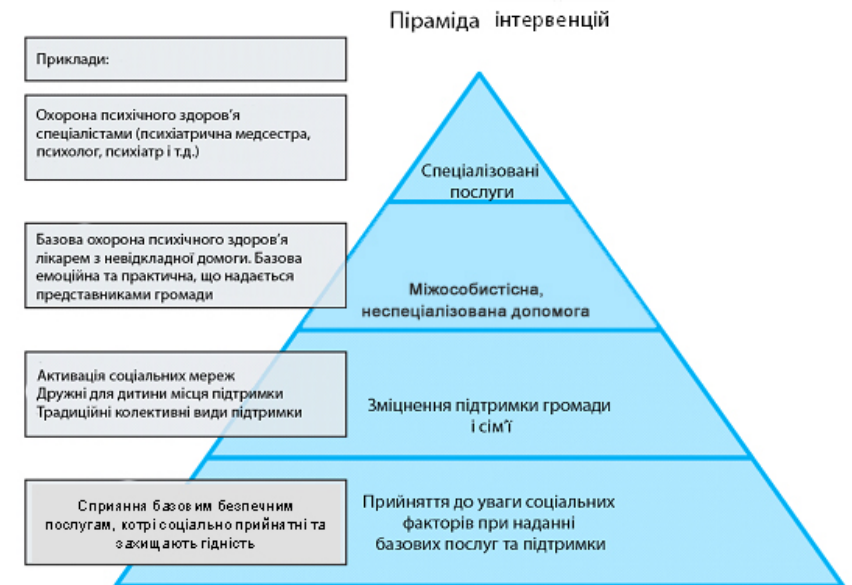 Піраміда інтервенцій
Приклади:
Охорона психічного здоров’я
спеціалістами (психіатрична медсестра,
психолог, психіатр і т.д.)
Спеціалізовані
послуги
Базова охорона психічного здоров’я
лікарем з невідкладної домоги. Базова
емоційна та практична, що надається
представниками громади
Міжособистісна,
неспеціалізована допомога
Активація соціальних мереж
Дружні для дитини місця підтримки
Традиційні колективні види підтримки
Зміцнення підтримки громади
і сім’ї
Сприяння базовим безпечним
послугам, котрі соціально прийнятні та
захищають гідність
Прийняття до уваги соціальних
факторів при наданні
базових послуг та підтримки